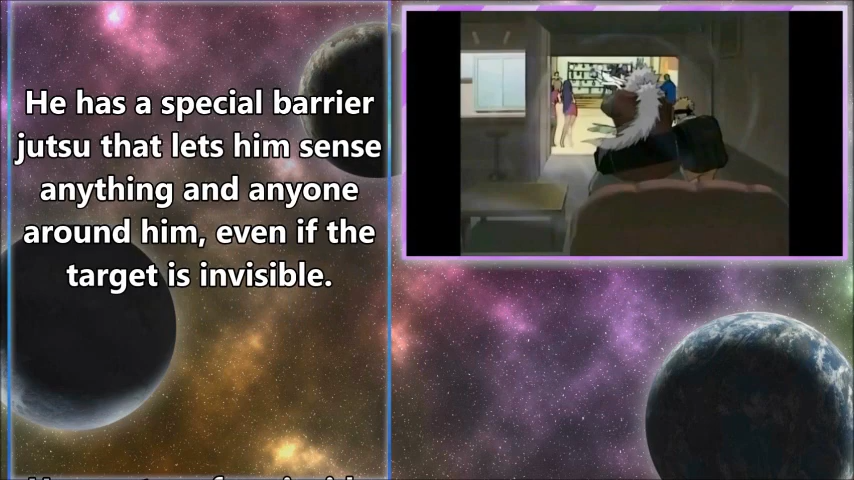 He has a special barrier
jutsu that lets him sense
anything and anyone
around him, even if the
target is invisible.